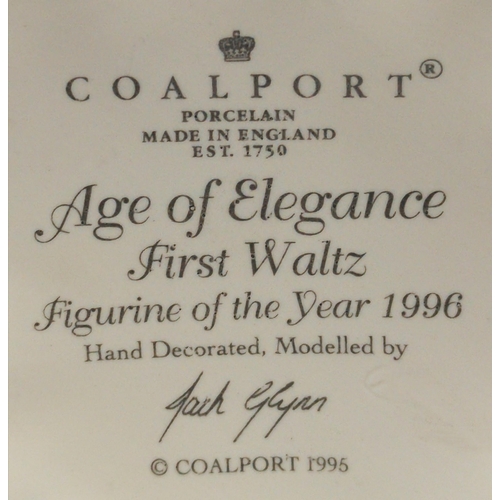 COALPORT®
PORCELAIN
MADE IN ENGLAND
EST. 1750
Age of Elegance
First Waltz
Figurine of the Year 1996
Hand Decorated, Modelled by
Jack Glynn
© COALPORT 1995